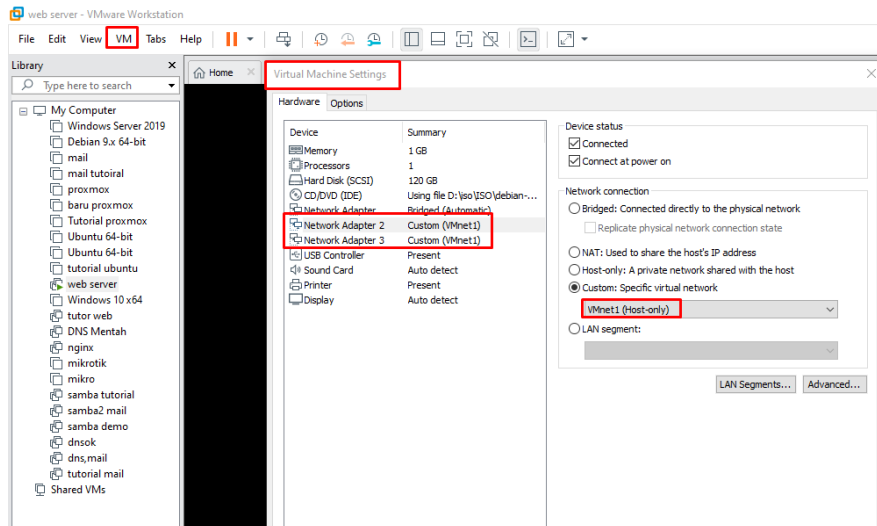 web server - VMware Workstation
File Edit View VM Tabs Help
Library
Type here to search
My Computer
Windows Server 2019
Debian 9.x 64-bit
mail
mail tutoiral
proxmox
baru proxmox
Tutorial proxmox
Ubuntu 64-bit
Ubuntu 64-bit
tutorial ubuntu
web server
Windows 10 x64
tutor web
DNS Mentah
nginx
mikrotik
mikro
samba tutorial
samba2 mail
samba demo
dnsok
dns,mail
tutorial mail
Shared VMs
Home
Virtual Machine Settings
Hardware Options
Device Summary
Memory 1 GB
Processors 1
Hard Disk (SCSI) 120 GB
CD/DVD (IDE) Using file D:\iso\ISO\debian-...
Network Adapter Bridged (Automatic)
Network Adapter 2 Custom (VMnet1)
Network Adapter 3 Custom (VMnet1)
USB Controller Present
Sound Card Auto detect
Printer Present
Display Auto detect
Device status
Connected
Connect at power on
Network connection
Bridged: Connected directly to the physical network
Replicate physical network connection state
NAT: Used to share the host's IP address
Host-only: A private network shared with the host
Custom: Specific virtual network
VMnet1 (Host-only)
LAN segment:
LAN Segments... Advanced...